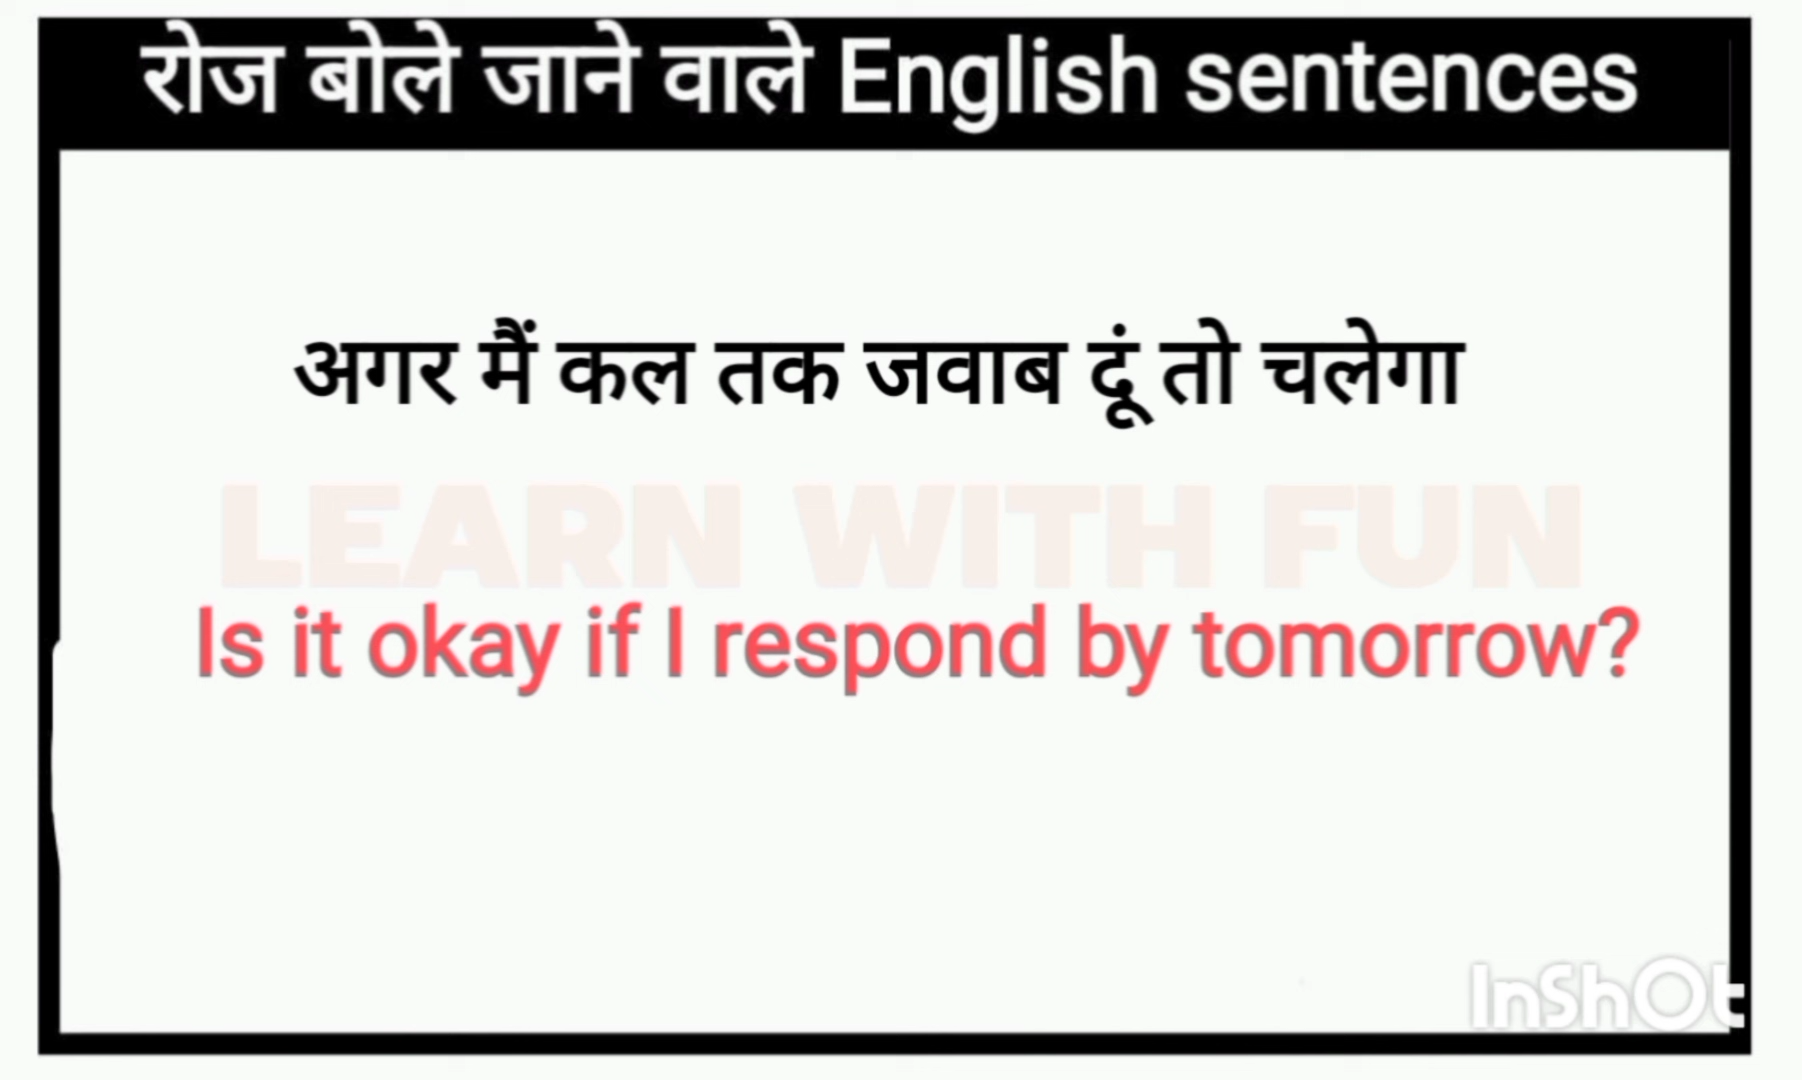 रोज बोले जाने वाले English sentences
अगर मैं कल तक जवाब दूं तो चलेगा
LEARN WITH FUN
Is it okay if I respond by tomorrow?
InShOt